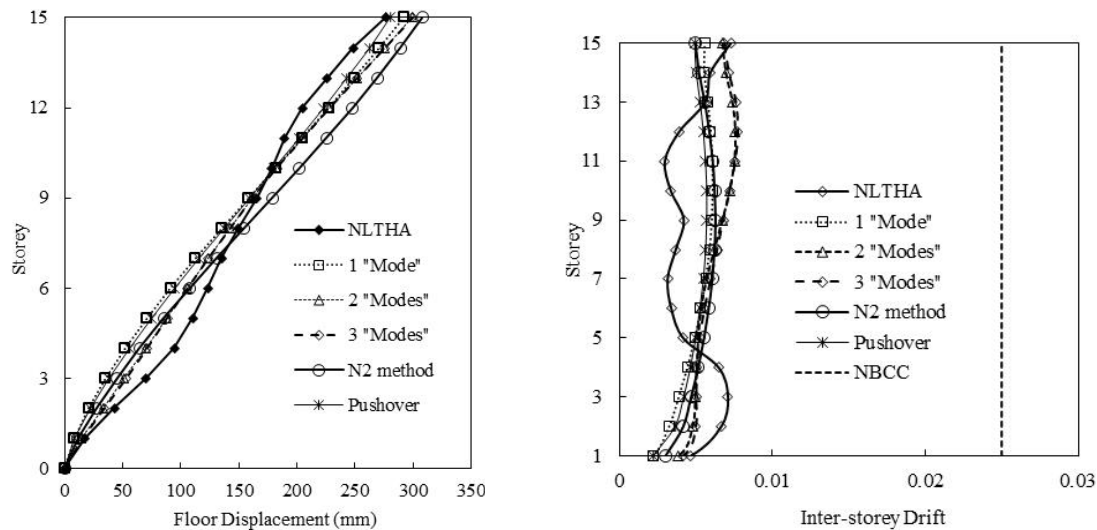 15
12
9
6
3
0
Storey
0 50 100 150 200 250 300 350
Floor Displacement (mm)
NLTHA
1 "Mode"
2 "Modes"
3 "Modes"
N2 method
Pushover
15
13
11
9
7
5
3
1
Storey
0 0.01 0.02 0.03
Inter-storey Drift
NLTHA
1 "Mode"
2 "Modes"
3 "Modes"
N2 method
Pushover
NBCC